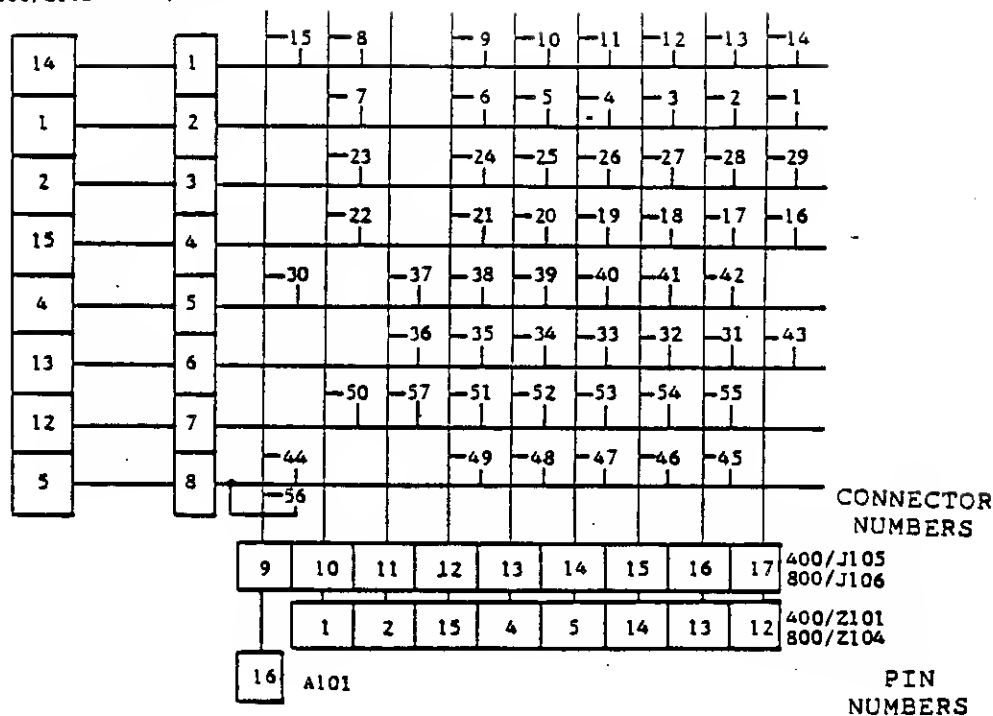 15 8 9 10 11 12 13 14
14 1
7 6 5 4 3 2 1
1 2
23 24 25 26 27 28 29
2 3
22 21 20 19 18 17 16
15 4
30 37 38 39 40 41 42
4 5
36 35 34 33 32 31 43
13 6
50 57 51 52 53 54 55
12 7
44 49 48 47 46 45
5 8
56
CONNECTOR
NUMBERS
9 10 11 12 13 14 15 16 17
400/J105
800/J106
1 2 15 4 5 14 13 12
400/Z101
800/Z104
16 A101
PIN
NUMBERS